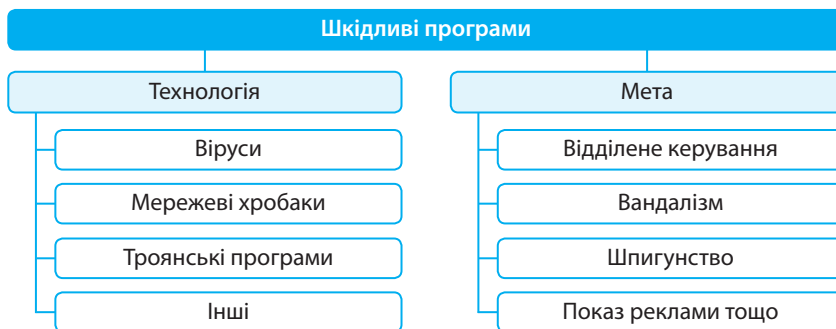 Шкідливі програми
Технологія
Віруси
Мережеві хробаки
Троянські програми
Інші
Мета
Відділене керування
Вандалізм
Шпигунство
Показ реклами тощо